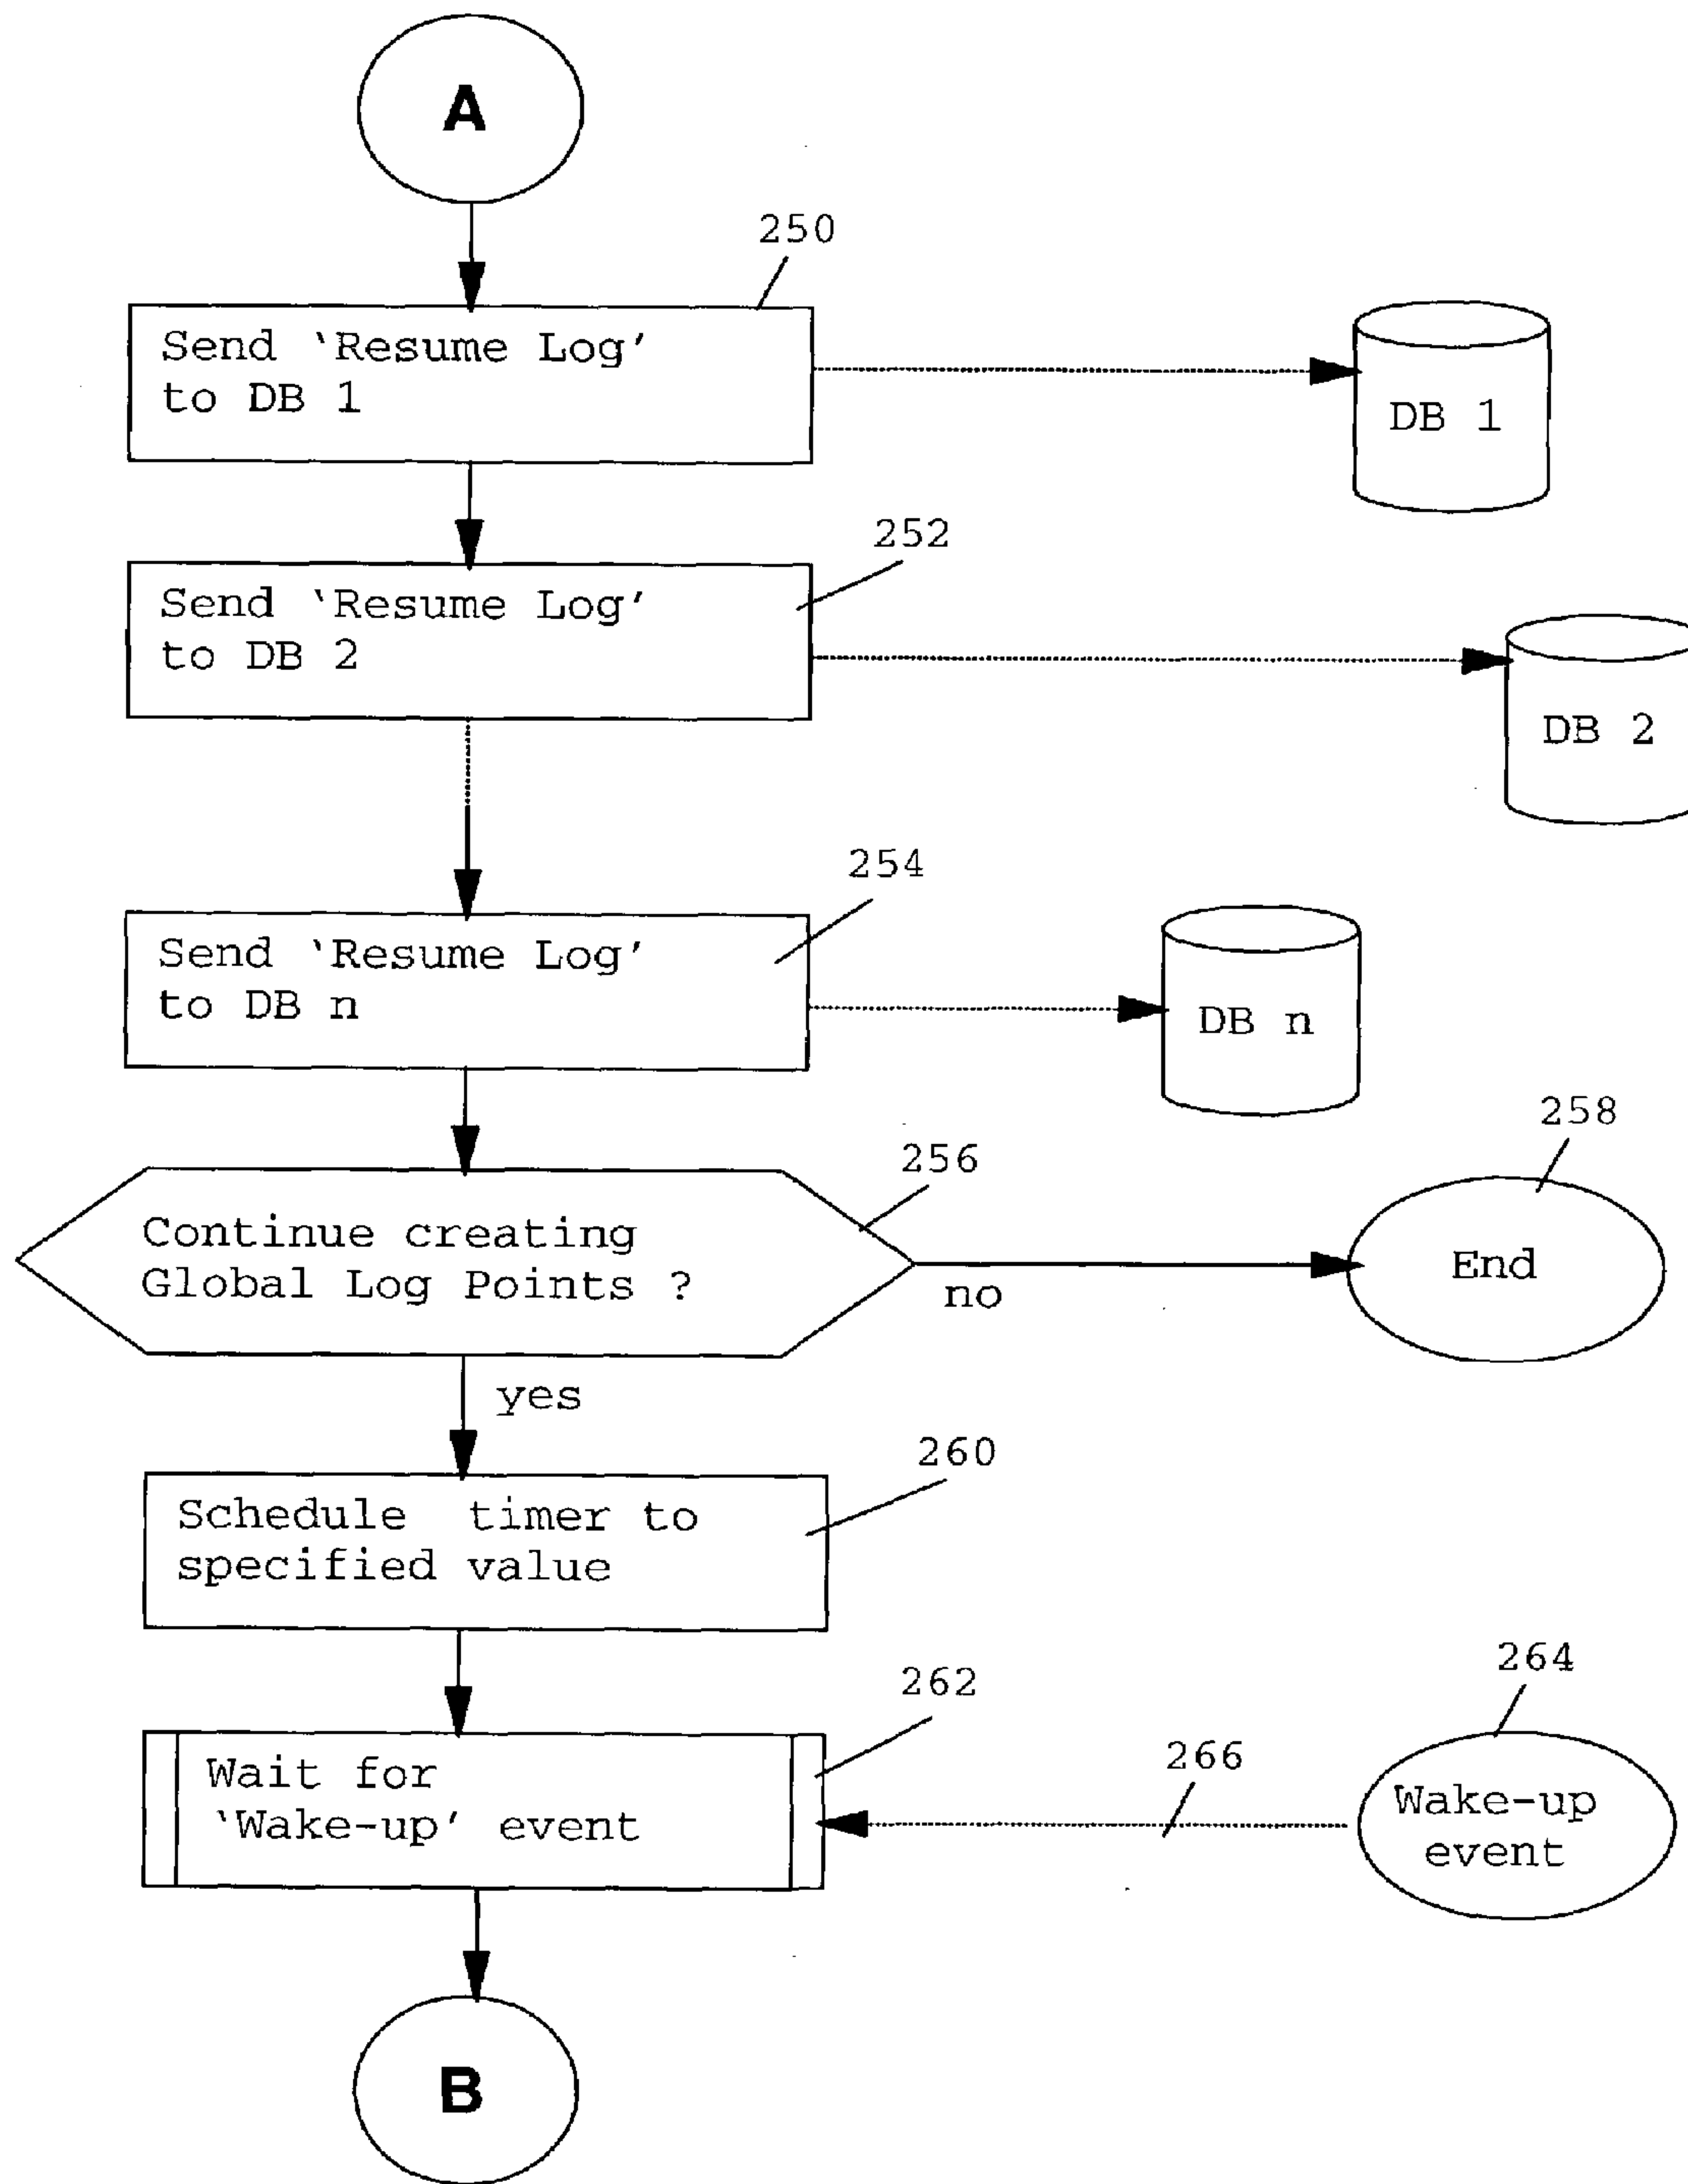 A
250
Send ‵Resume Log′
to DB 1
DB 1
252
Send ‵Resume Log′
to DB 2
DB 2
254
Send ‵Resume Log′
to DB n
DB n
256
258
Continue creating
Global Log Points ?
no
End
yes
260
Schedule timer to
specified value
262
264
Wait for
‵Wake-up′ event
266
Wake-up
event
B